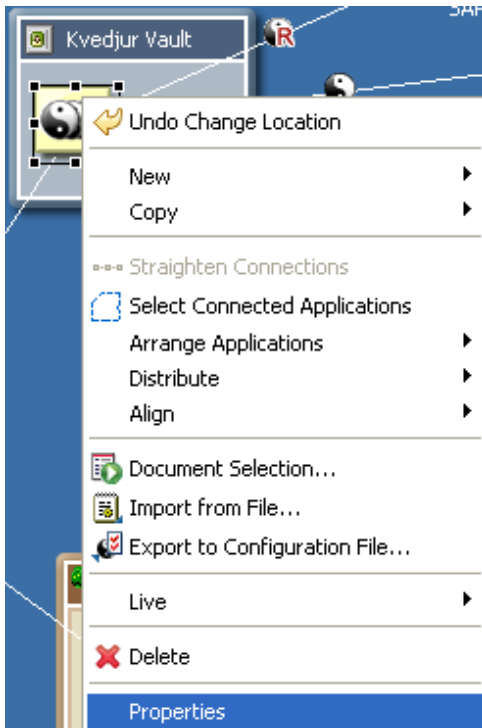 SAP
Kvedjur Vault
R
Undo Change Location
New
Copy
Straighten Connections
Select Connected Applications
Arrange Applications
Distribute
Align
Document Selection...
Import from File...
Export to Configuration File...
Live
Delete
Properties